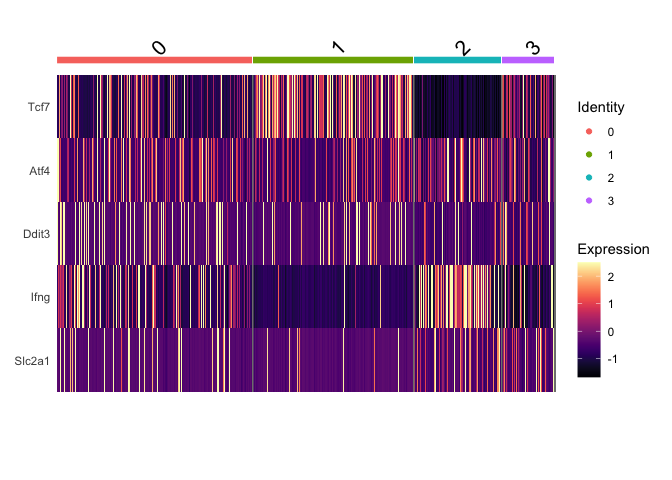 0 1 2 3
Tcf7
Atf4
Ddit3
Ifng
Slc2a1
Identity
0
1
2
3
Expression
2
1
0
-1